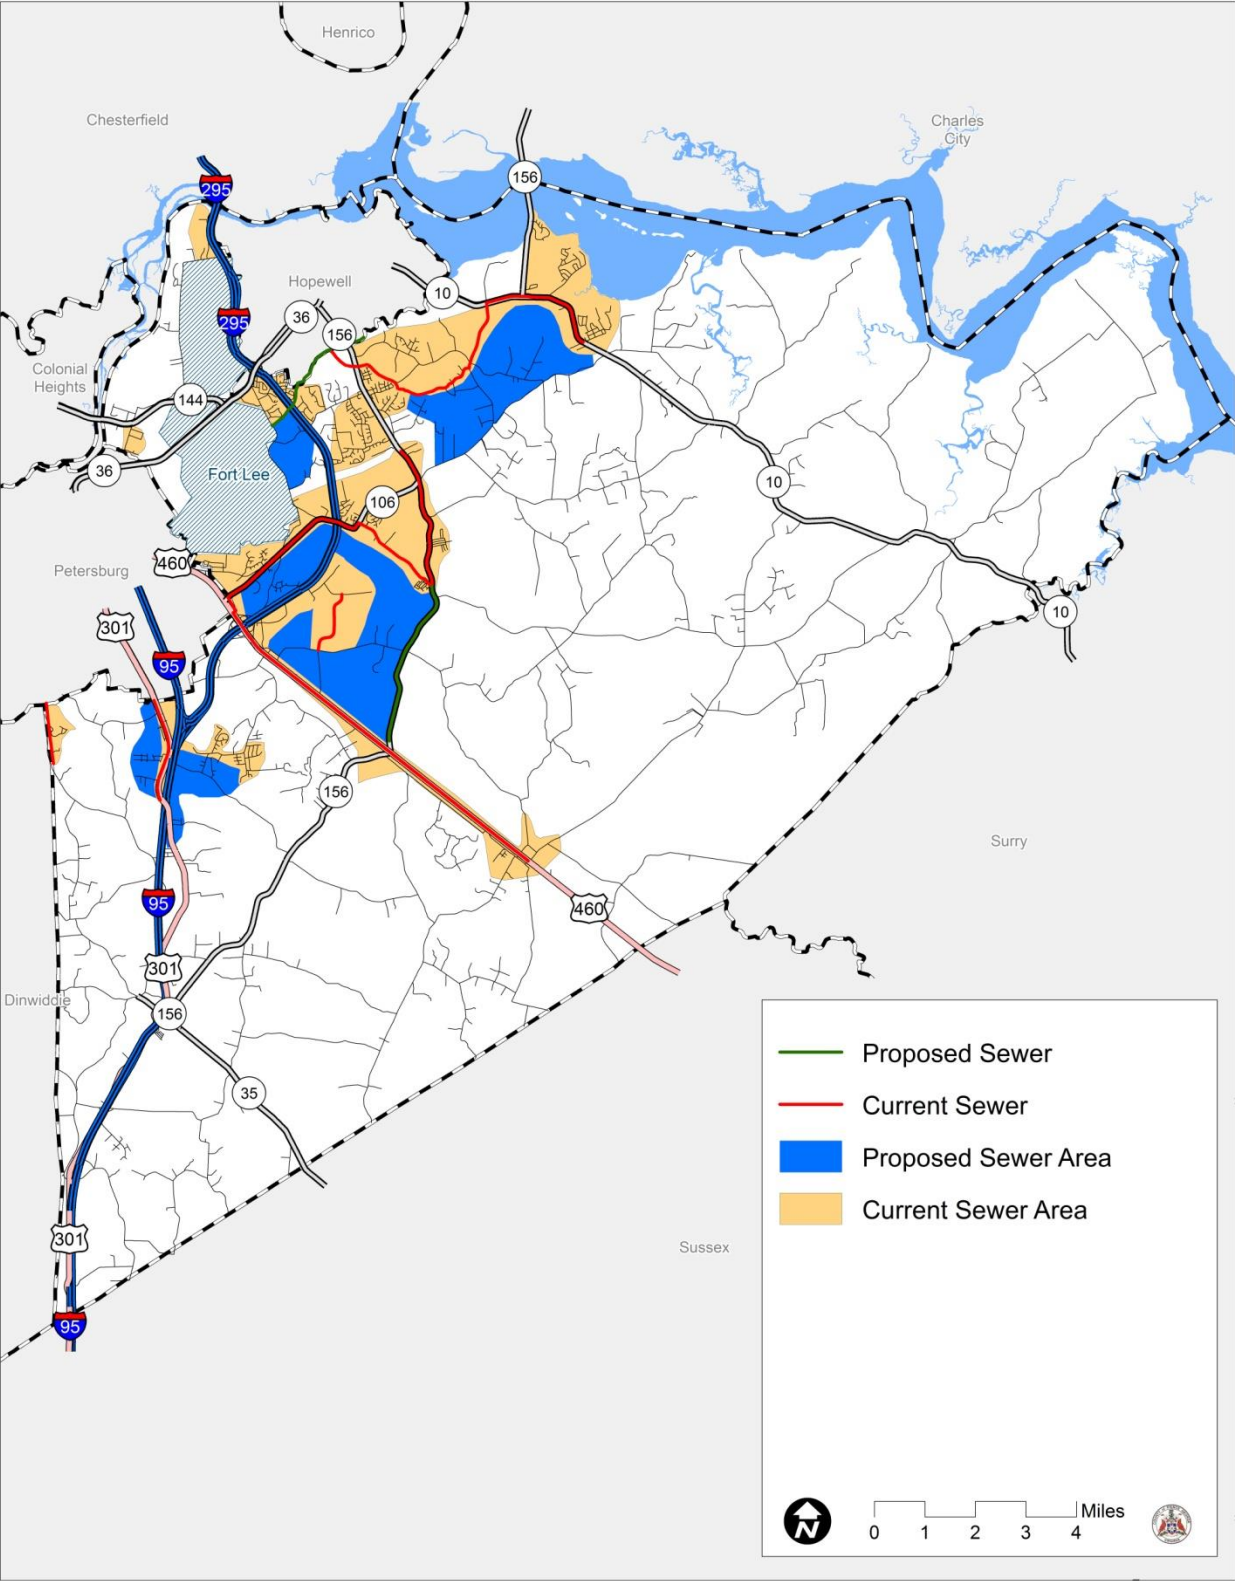 Henrico
Chesterfield
Charles
City
156
295
Hopewell
10
295
36
156
Colonial
Heights
144
36
Fort Lee
10
106
460
Petersburg
10
301
95
156
Surry
95
460
301
Dinwiddie
156
35
301
Sussex
95
Proposed Sewer
Current Sewer
Proposed Sewer Area
Current Sewer Area
Miles
0 1 2 3 4
N